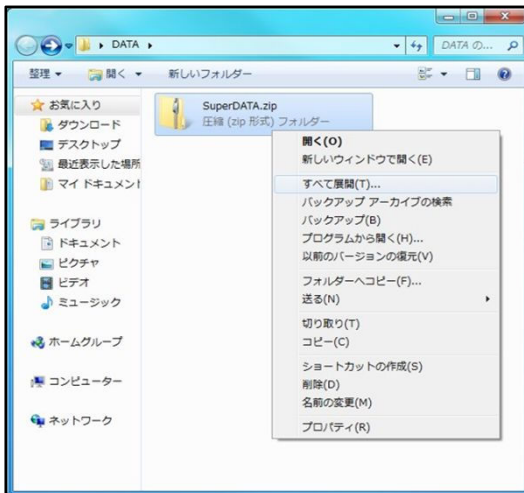 DATA
DATA の...
整理
開く
新しいフォルダー
お気に入り
ダウンロード
デスクトップ
最近表示した場所
マイ ドキュメント
ライブラリ
ドキュメント
ピクチャ
ビデオ
ミュージック
ホームグループ
コンピューター
ネットワーク
SuperDATA.zip
圧縮 (zip 形式) フォルダー
開く(O)
新しいウィンドウで開く(E)
すべて展開(T)...
バックアップ アーカイブの検索
バックアップ(B)
プログラムから開く(H)...
以前のバージョンの復元(V)
フォルダーへコピー(F)...
送る(N)
切り取り(T)
コピー(C)
ショートカットの作成(S)
削除(D)
名前の変更(M)
プロパティ(R)